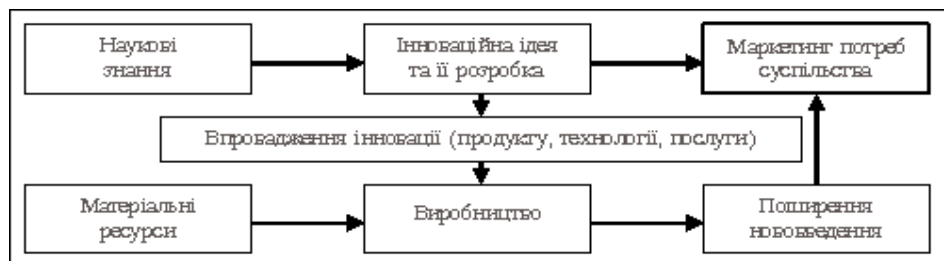 Наукові
знання
Інноваційна ідея
та її розробка
Маркетинг потреб
суспільства
Впровадження інновації (продукту, технології, послуги)
Матеріальні
ресурси
Виробництво
Поширення
нововведення